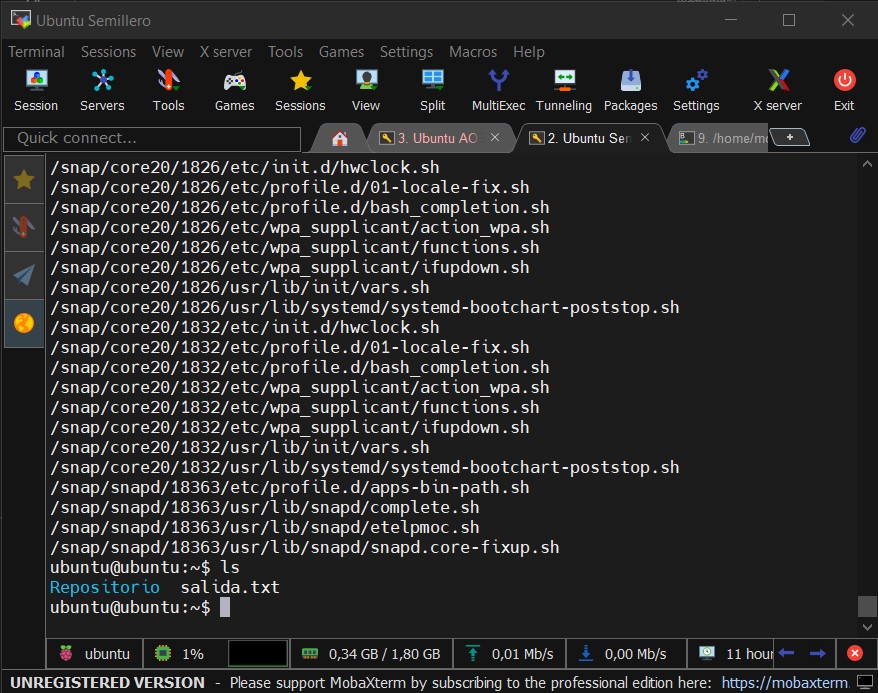 Ubuntu Semillero
Terminal Sessions View X server Tools Games Settings Macros Help
Session Servers Tools Games Sessions View Split MultiExec Tunneling Packages Settings X server Exit
Quick connect... 3. Ubuntu AO 2. Ubuntu Sem 9. /home/mo
/snap/core20/1826/etc/init.d/hwclock.sh
/snap/core20/1826/etc/profile.d/01-locale-fix.sh
/snap/core20/1826/etc/profile.d/bash_completion.sh
/snap/core20/1826/etc/wpa_supplicant/action_wpa.sh
/snap/core20/1826/etc/wpa_supplicant/functions.sh
/snap/core20/1826/etc/wpa_supplicant/ifupdown.sh
/snap/core20/1826/usr/lib/init/vars.sh
/snap/core20/1826/usr/lib/systemd/systemd-bootchart-poststop.sh
/snap/core20/1832/etc/init.d/hwclock.sh
/snap/core20/1832/etc/profile.d/01-locale-fix.sh
/snap/core20/1832/etc/profile.d/bash_completion.sh
/snap/core20/1832/etc/wpa_supplicant/action_wpa.sh
/snap/core20/1832/etc/wpa_supplicant/functions.sh
/snap/core20/1832/etc/wpa_supplicant/ifupdown.sh
/snap/core20/1832/usr/lib/init/vars.sh
/snap/core20/1832/usr/lib/systemd/systemd-bootchart-poststop.sh
/snap/snapd/18363/etc/profile.d/apps-bin-path.sh
/snap/snapd/18363/usr/lib/snapd/complete.sh
/snap/snapd/18363/usr/lib/snapd/etelpmoc.sh
/snap/snapd/18363/usr/lib/snapd/snapd.core-fixup.sh
ubuntu@ubuntu:~$ ls
Repositorio salida.txt
ubuntu@ubuntu:~$
ubuntu 1% 0,34 GB / 1,80 GB 0,01 Mb/s 0,00 Mb/s 11 hour
UNREGISTERED VERSION - Please support MobaXterm by subscribing to the professional edition here: https://mobaxterm.